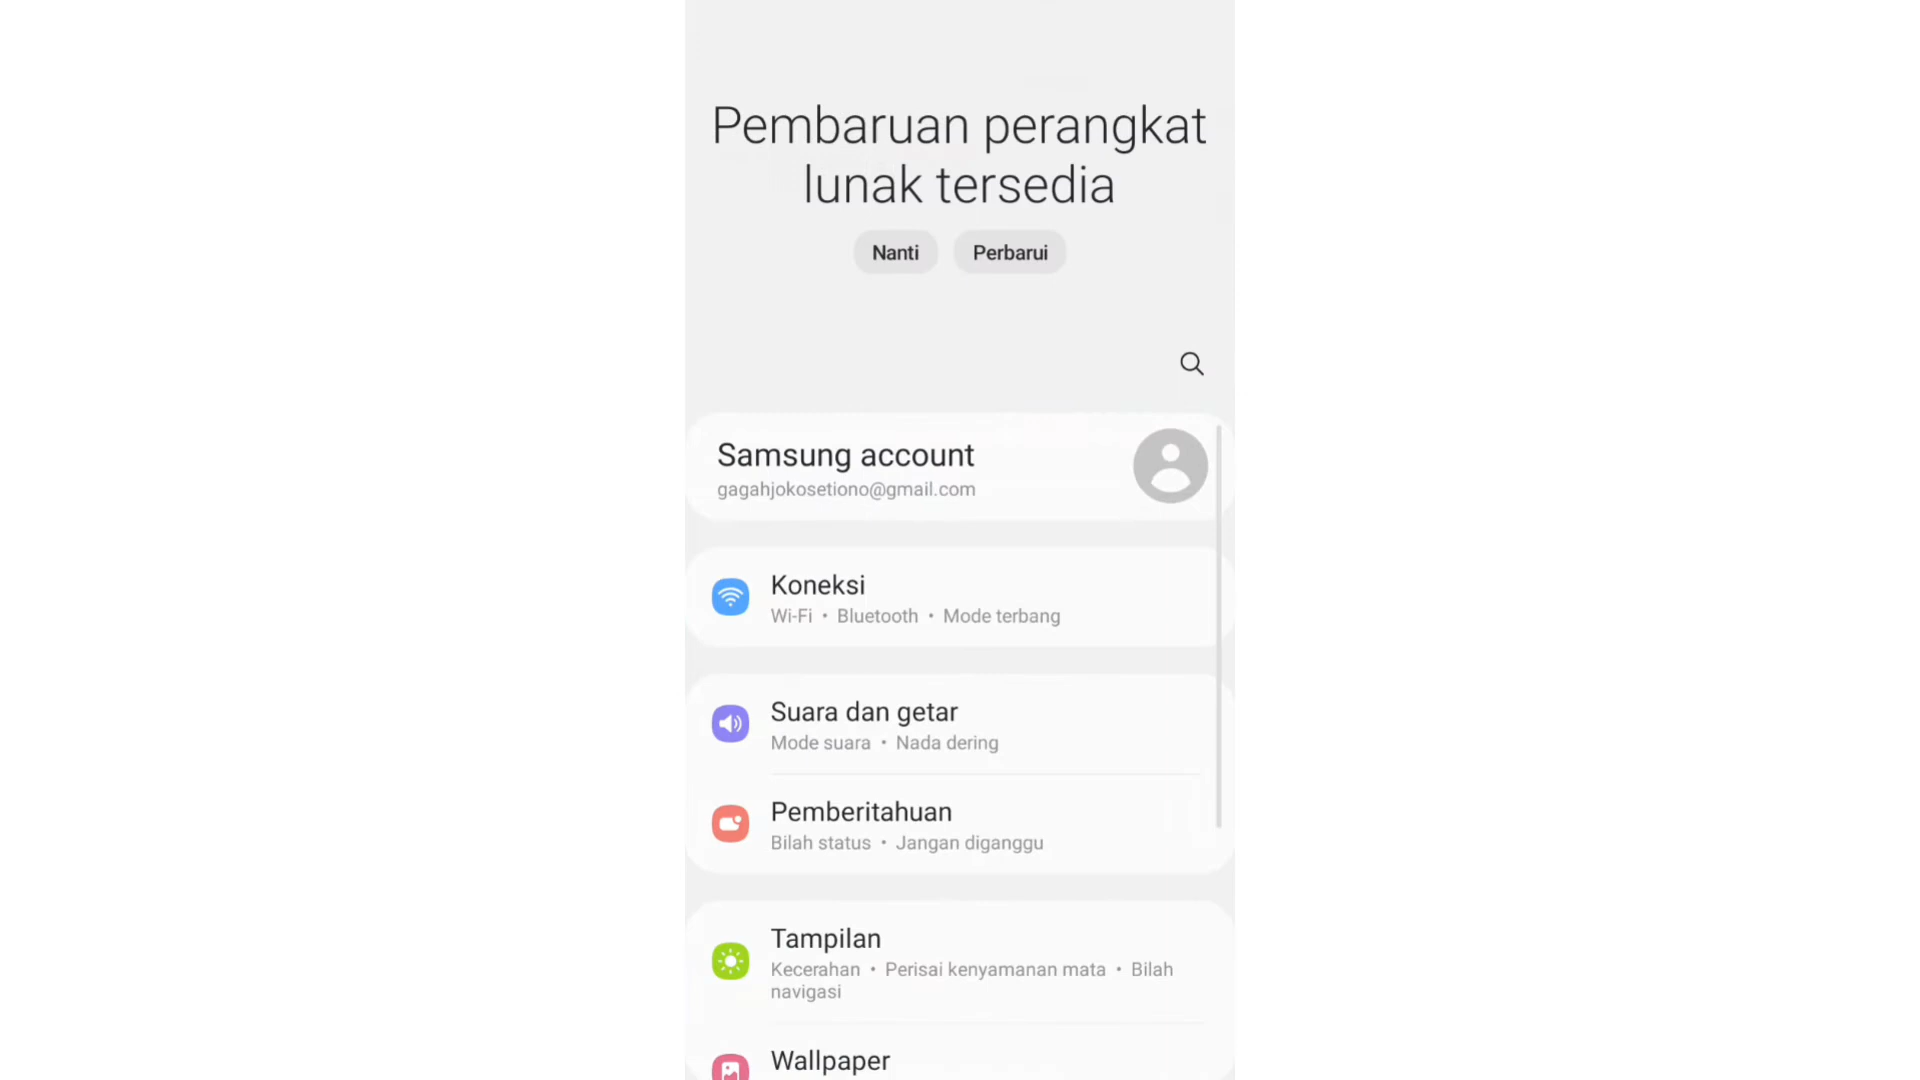 Pembaruan perangkat
lunak tersedia
Nanti Perbarui
Samsung account
gagahjokosetiono@gmail.com
Koneksi
Wi-Fi • Bluetooth • Mode terbang
Suara dan getar
Mode suara • Nada dering
Pemberitahuan
Bilah status • Jangan diganggu
Tampilan
Kecerahan • Perisai kenyamanan mata • Bilah
navigasi
Wallpaper